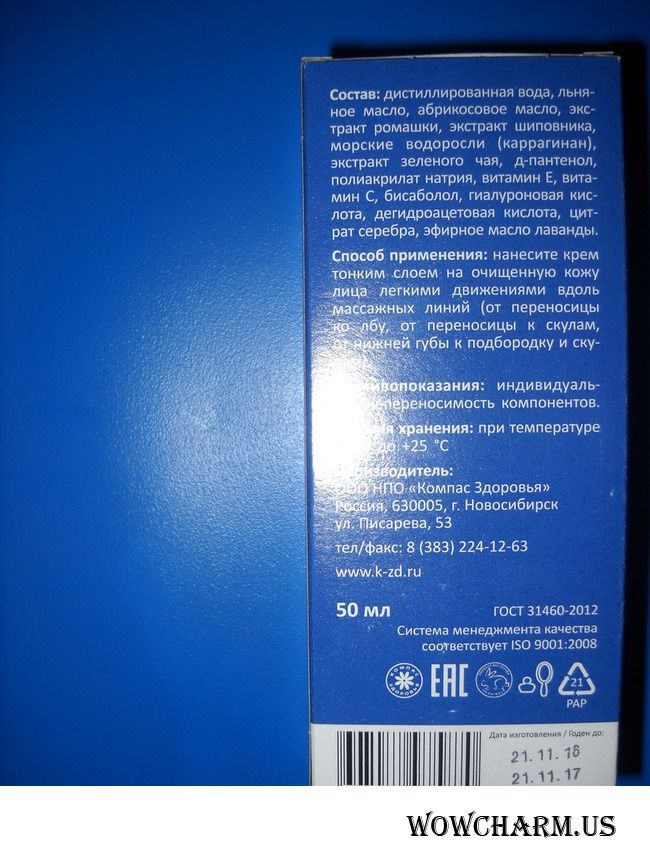 Состав: дистиллированная вода, льня-
ное масло, абрикосовое масло, экс-
тракт ромашки, экстракт шиповника,
морские водоросли (каррагинан),
экстракт зеленого чая, д-пантенол,
полиакрилат натрия, витамин Е, вита-
мин С, бисаболол, гиалуроновая кис-
лота, дегидроацетовая кислота, цит-
рат серебра, эфирное масло лаванды.
Способ применения: нанесите крем
тонким слоем на очищенную кожу
лица легкими движениями вдоль
массажных линий (от переносицы
ко лбу, от переносицы к скулам,
от нижней губы к подбородку и ску-
индивидуаль-
компонентов.
хранения: при температуре
до +25 °C
Производитель:
ООО НПО «Компас Здоровья»
Россия, 630005, г. Новосибирск
ул. Писарева, 53
тел/факс: 8 (383) 224-12-63
www.k-zd.ru
50 мл
ГОСТ 31460-2012
Система менеджмента качества
соответствует ISO 9001:2008
ЕАС
21
PAP
Дата изготовления / Годен до:
21.11.16
21.11.17
WOWCHARM.US